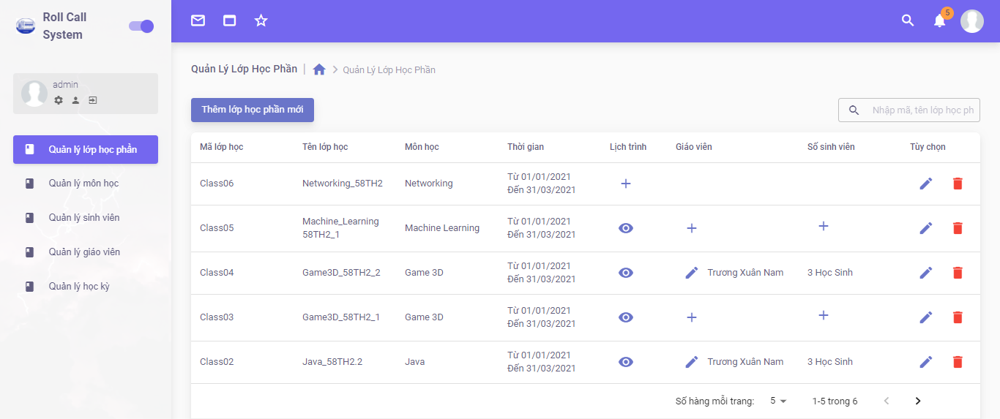 Roll Call
System
5
admin
Quản lý lớp học phần
Quản lý môn học
Quản lý sinh viên
Quản lý giáo viên
Quản lý học kỳ
Quản Lý Lớp Học Phần | Quản Lý Lớp Học Phần
Thêm lớp học phần mới
Nhập mã, tên lớp học ph
Mã lớp học Tên lớp học Môn học Thời gian Lịch trình Giáo viên Số sinh viên Tùy chọn
Class06 Networking_58TH2 Networking Từ 01/01/2021
Đến 31/03/2021
Class05 Machine_Learning
58TH2_1 Machine Learning Từ 01/01/2021
Đến 31/03/2021
Class04 Game3D_58TH2_2 Game 3D Từ 01/01/2021
Đến 31/03/2021 Trương Xuân Nam 3 Học Sinh
Class03 Game3D_58TH2_1 Game 3D Từ 01/01/2021
Đến 31/03/2021
Class02 Java_58TH2.2 Java Từ 01/01/2021
Đến 31/03/2021 Trương Xuân Nam 3 Học Sinh
Số hàng mỗi trang: 5 1-5 trong 6